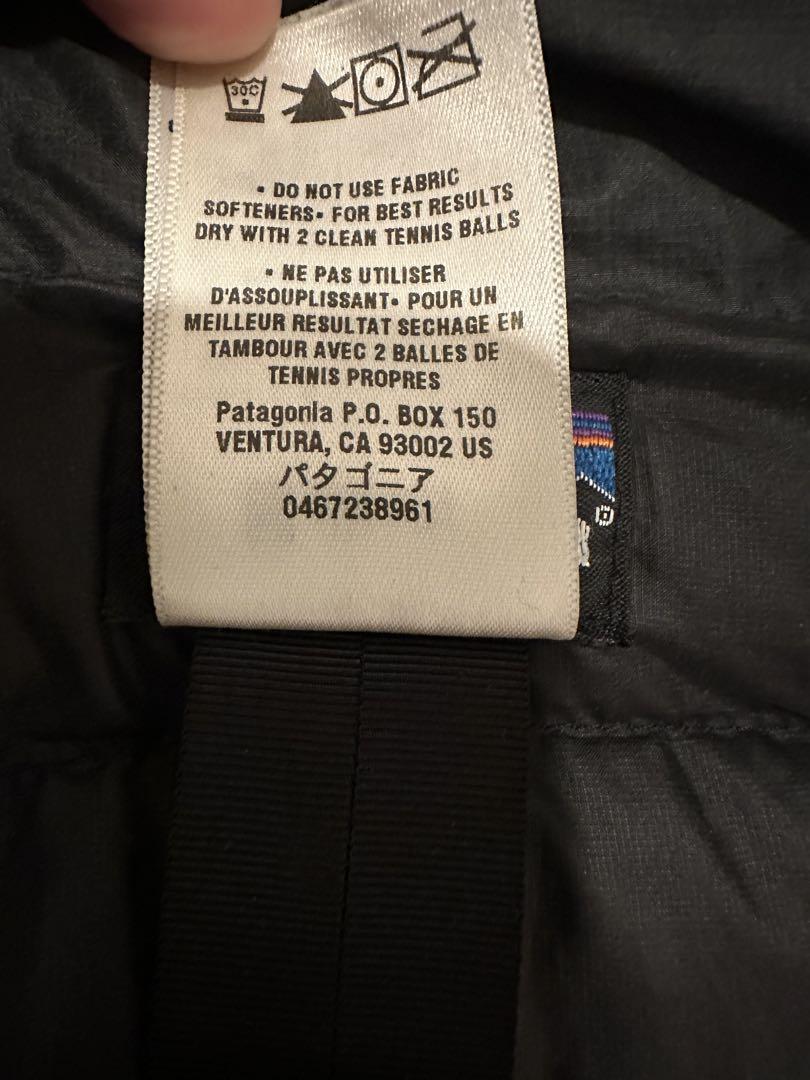 30C
• DO NOT USE FABRIC
SOFTENERS• FOR BEST RESULTS
DRY WITH 2 CLEAN TENNIS BALLS
• NE PAS UTILISER
D'ASSOUPLISSANT• POUR UN
MEILLEUR RESULTAT SECHAGE EN
TAMBOUR AVEC 2 BALLES DE
TENNIS PROPRES
Patagonia P.O. BOX 150
VENTURA, CA 93002 US
パタゴニア
0467238961
®